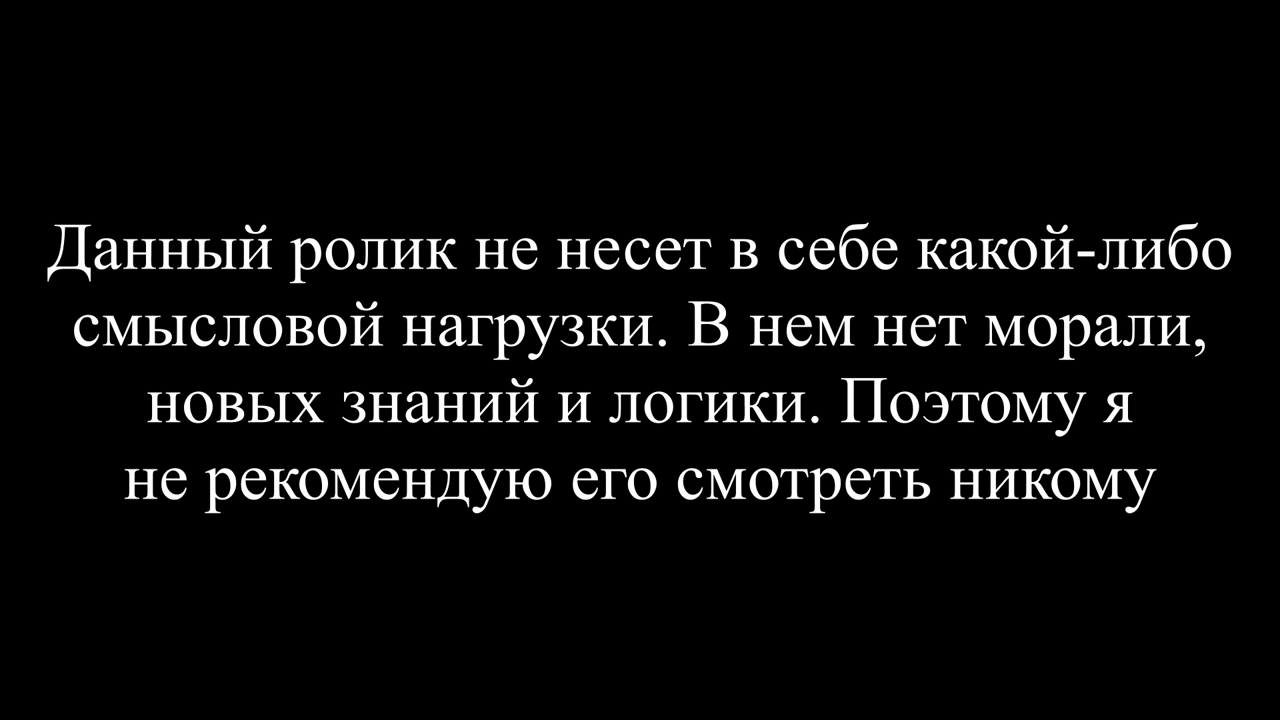 Данный ролик не несет в себе какой-либо
смысловой нагрузки. В нем нет морали,
новых знаний и логики. Поэтому я
не рекомендую его смотреть никому